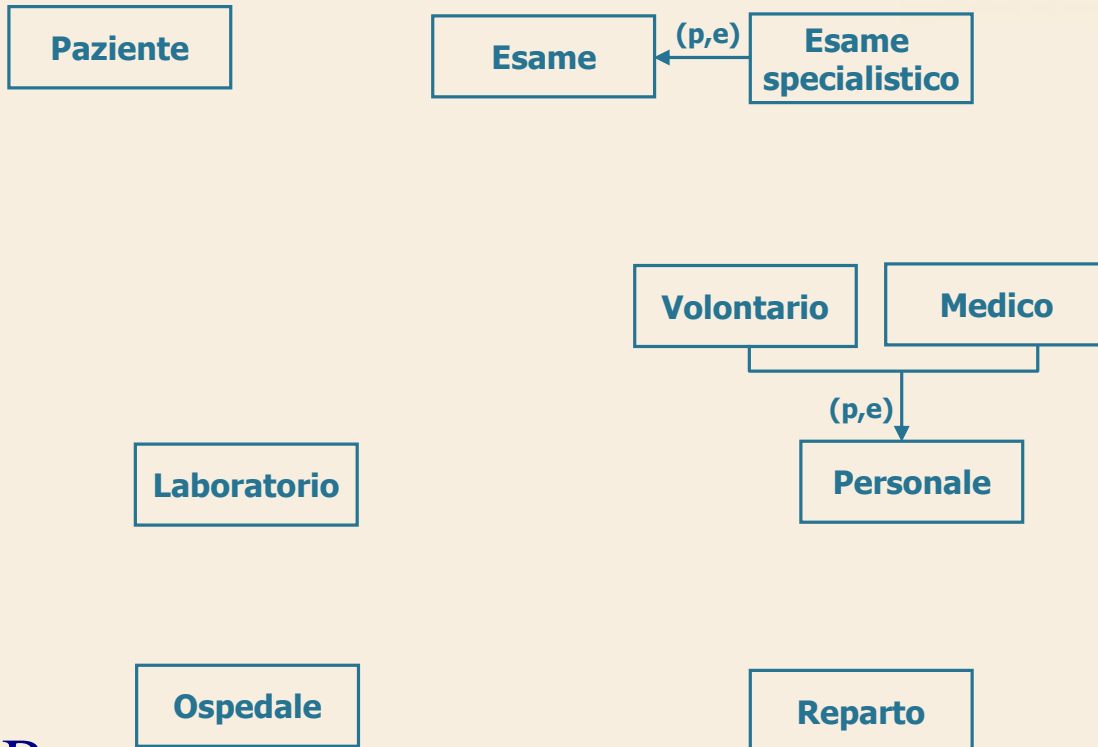 Paziente
Esame
(p,e)
Esame
specialistico
Volontario
Medico
(p,e)
Laboratorio
Personale
Ospedale
Reparto